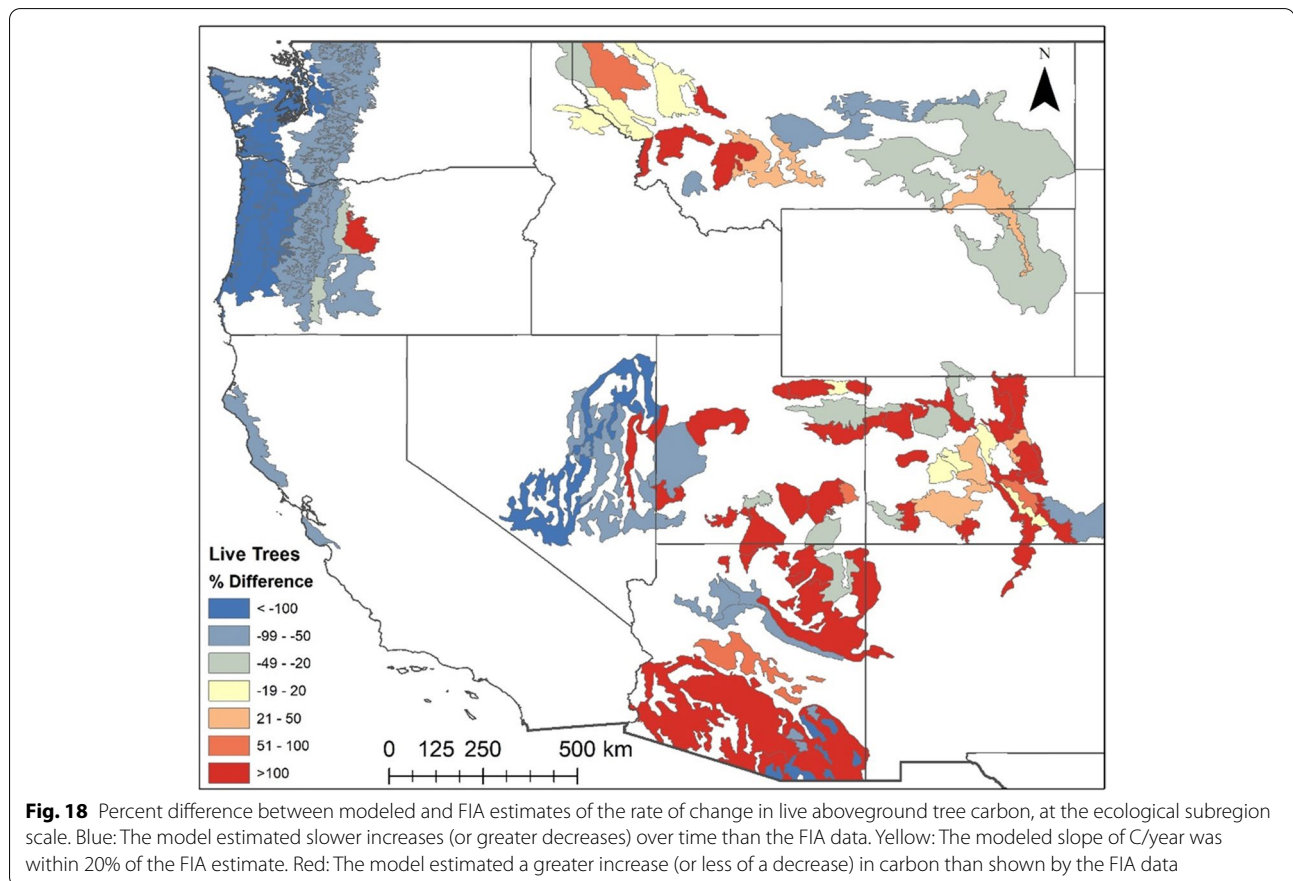 N
Live Trees
% Difference
< -100
-99 - -50
-49 - -20
-19 - 20
21 - 50
51 - 100
>100
0 125 250 500 km
Fig. 18 Percent difference between modeled and FIA estimates of the rate of change in live aboveground tree carbon, at the ecological subregion
scale. Blue: The model estimated slower increases (or greater decreases) over time than the FIA data. Yellow: The modeled slope of C/year was
within 20% of the FIA estimate. Red: The model estimated a greater increase (or less of a decrease) in carbon than shown by the FIA data